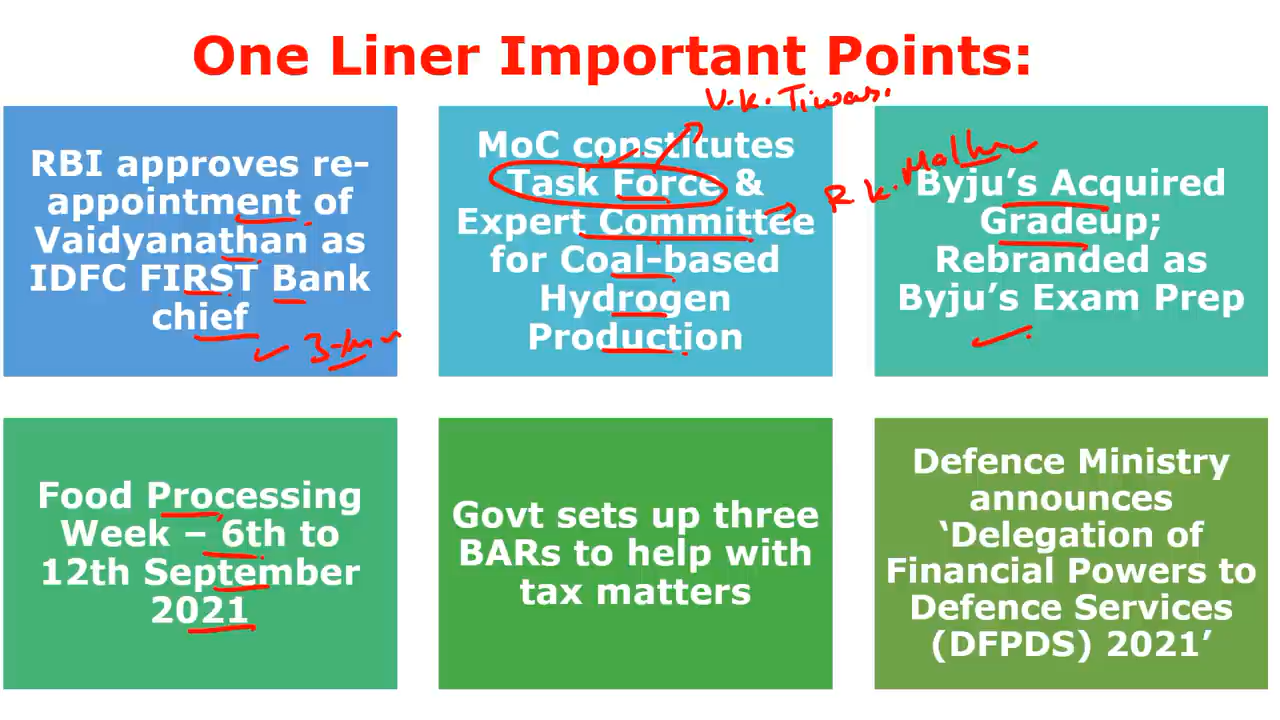 One Liner Important Points:
V.K. Tiwari
RBI approves re-
appointment of
Vaidyanathan as
IDFC FIRST Bank
chief
3-
MoC constitutes
Task Force &
Expert Committee
for Coal-based
Hydrogen
Production
R.K. Malhotra
Byju's Acquired
Gradeup;
Rebranded as
Byju's Exam Prep
Food Processing
Week – 6th to
12th September
2021
Govt sets up three
BARs to help with
tax matters
Defence Ministry
announces
‘Delegation of
Financial Powers to
Defence Services
(DFPDS) 2021’